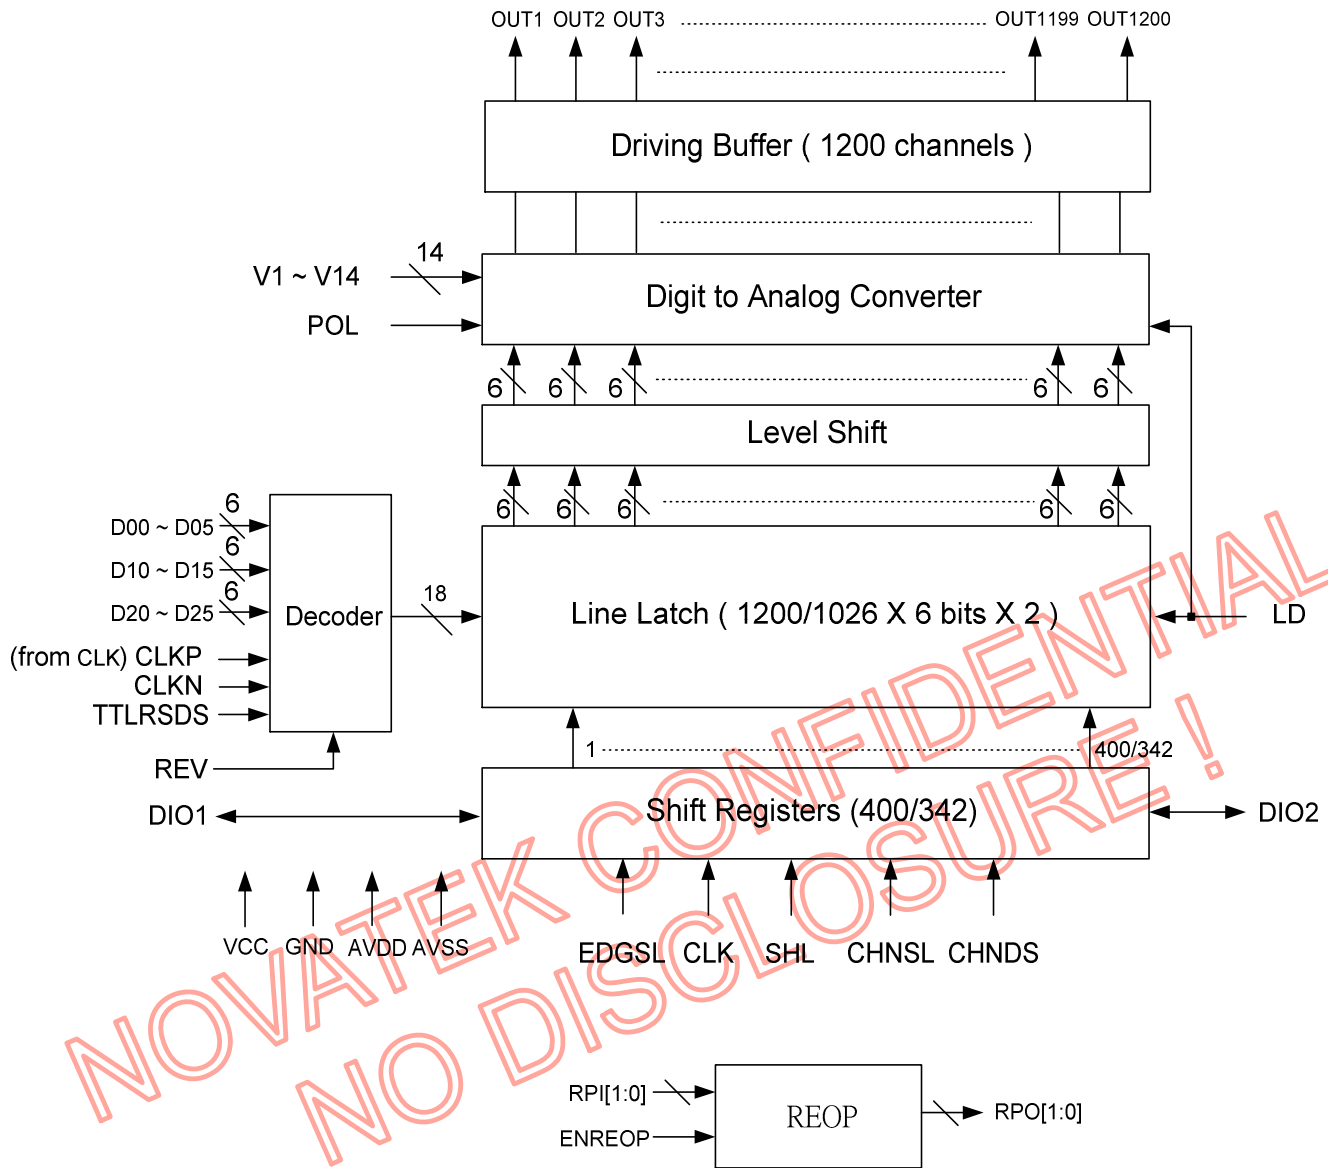 OUT1 OUT2 OUT3 OUT1199 OUT1200
Driving Buffer ( 1200 channels )
V1 ~ V14 14
POL
Digit to Analog Converter
6 6 6 6 6
Level Shift
6 6 6 6 6
D00 ~ D05 6
D10 ~ D15 6
D20 ~ D25 6
(from CLK) CLKP
CLKN
TTLRSDS
REV
Decoder
18
Line Latch ( 1200/1026 X 6 bits X 2 )
LD
1 400/342
DIO1
Shift Registers (400/342)
DIO2
VCC GND AVDD AVSS
EDGSL CLK SHL CHNSL CHNDS
RPI[1:0]
ENREOP
REOP
RPO[1:0]
NOVATEK CONFIDENTIAL
NO DISCLOSURE !